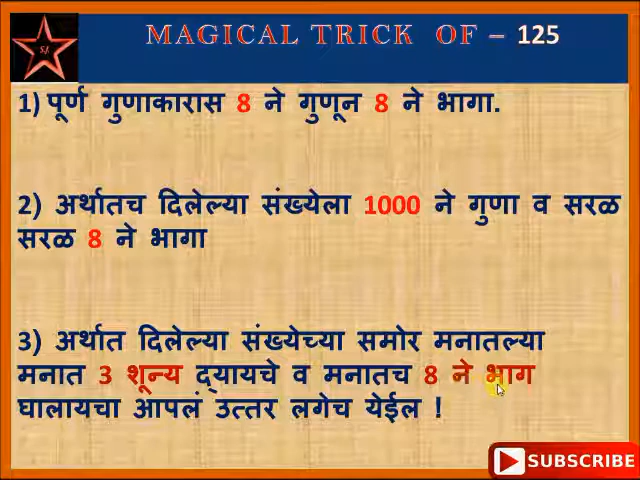 MAGICAL TRICK OF – 125
1) पूर्ण गुणाकारास 8 ने गुणून 8 ने भागा.
2) अर्थातच दिलेल्या संख्येला 1000 ने गुणा व सरळ
सरळ 8 ने भागा
3) अर्थात दिलेल्या संख्येच्या समोर मनातल्या
मनात 3 शून्य द्यायचे व मनातच 8 ने भाग
घालायचा आपलं उत्तर लगेच येईल !
SUBSCRIBE